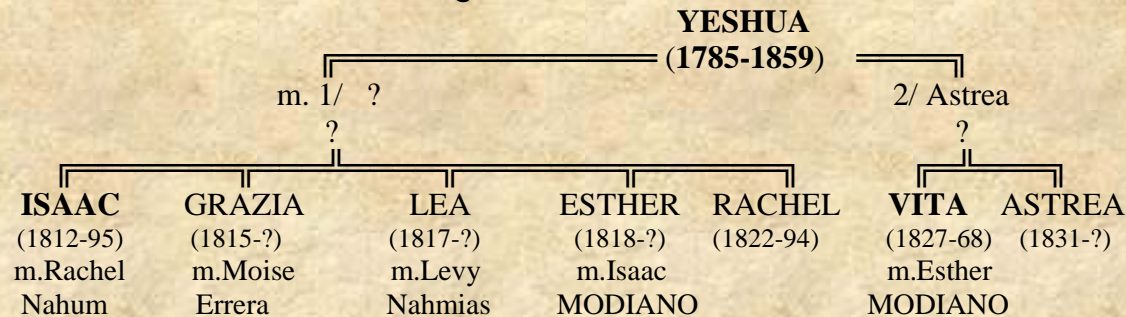 YESHUA
(1785-1859)
m. 1/ ?
2/ Astrea
?
?
ISAAC GRAZIA LEA ESTHER RACHEL VITA ASTREA
(1812-95) (1815-?) (1817-?) (1818-?) (1822-94) (1827-68) (1831-?)
m.Rachel m.Moise m.Levy m.Isaac m.Esther
Nahum Errera Nahmias MODIANO MODIANO